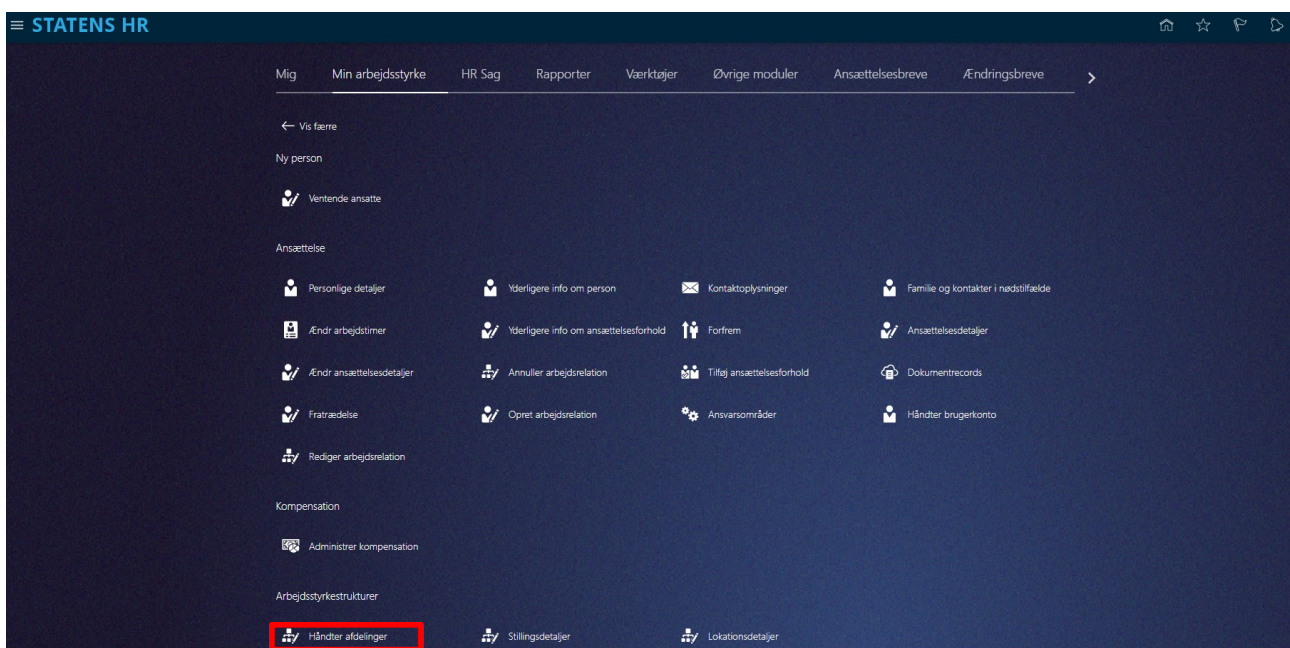 STATENS HR
Mig Min arbejdsstyrke HR Sag Rapporter Værktøjer Øvrige moduler Ansættelsesbreve Ændringsbreve
Vis færre
Ny person
Ventende ansatte
Ansættelse
Personlige detaljer Yderligere info om person Kontaktoplysninger Familie og kontakter i nødstilfælde
Ændr arbejdstimer Yderligere info om ansættelsesforhold Forfrem Ansættelsesdetaljer
Ændr ansættelsesdetaljer Annuller arbejdsrelation Tilføj ansættelsesforhold Dokumentrecords
Fratrædelse Opret arbejdsrelation Ansvarsområder Håndter brugerkonto
Rediger arbejdsrelation
Kompensation
Administrer kompensation
Arbejdsstyrkestrukturer
Håndter afdelinger Stillingsdetaljer Lokationsdetaljer